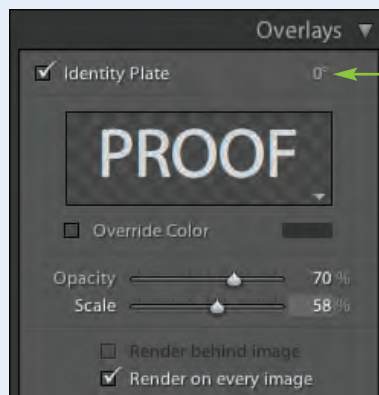 Overlays
Identity Plate 0°
PROOF
Override Color
Opacity 70 %
Scale 58 %
Render behind image
Render on every image